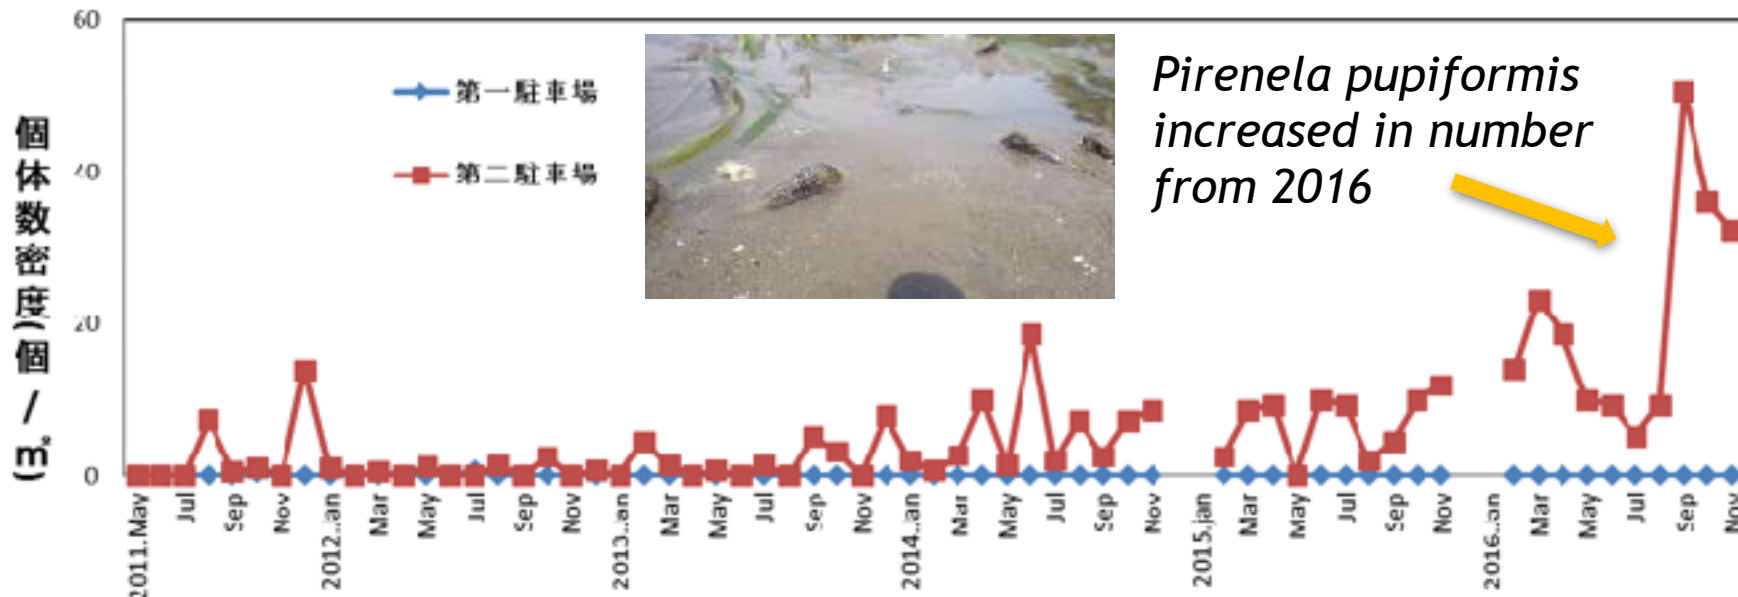 60
40
20
0
個体数密度(個/㎡)
第一駐車場
第二駐車場
Pirenela pupiformis
increased in number
from 2016
2011.May
Jul
Sep
Nov
2012.Jan
Mar
May
Jul
Sep
Nov
2013.Jan
Mar
May
Jul
Sep
Nov
2014.Jan
Mar
May
Jul
Sep
Nov
2015.jan
Mar
May
Jul
Sep
Nov
2016.Jan
Mar
May
Jul
Sep
Nov